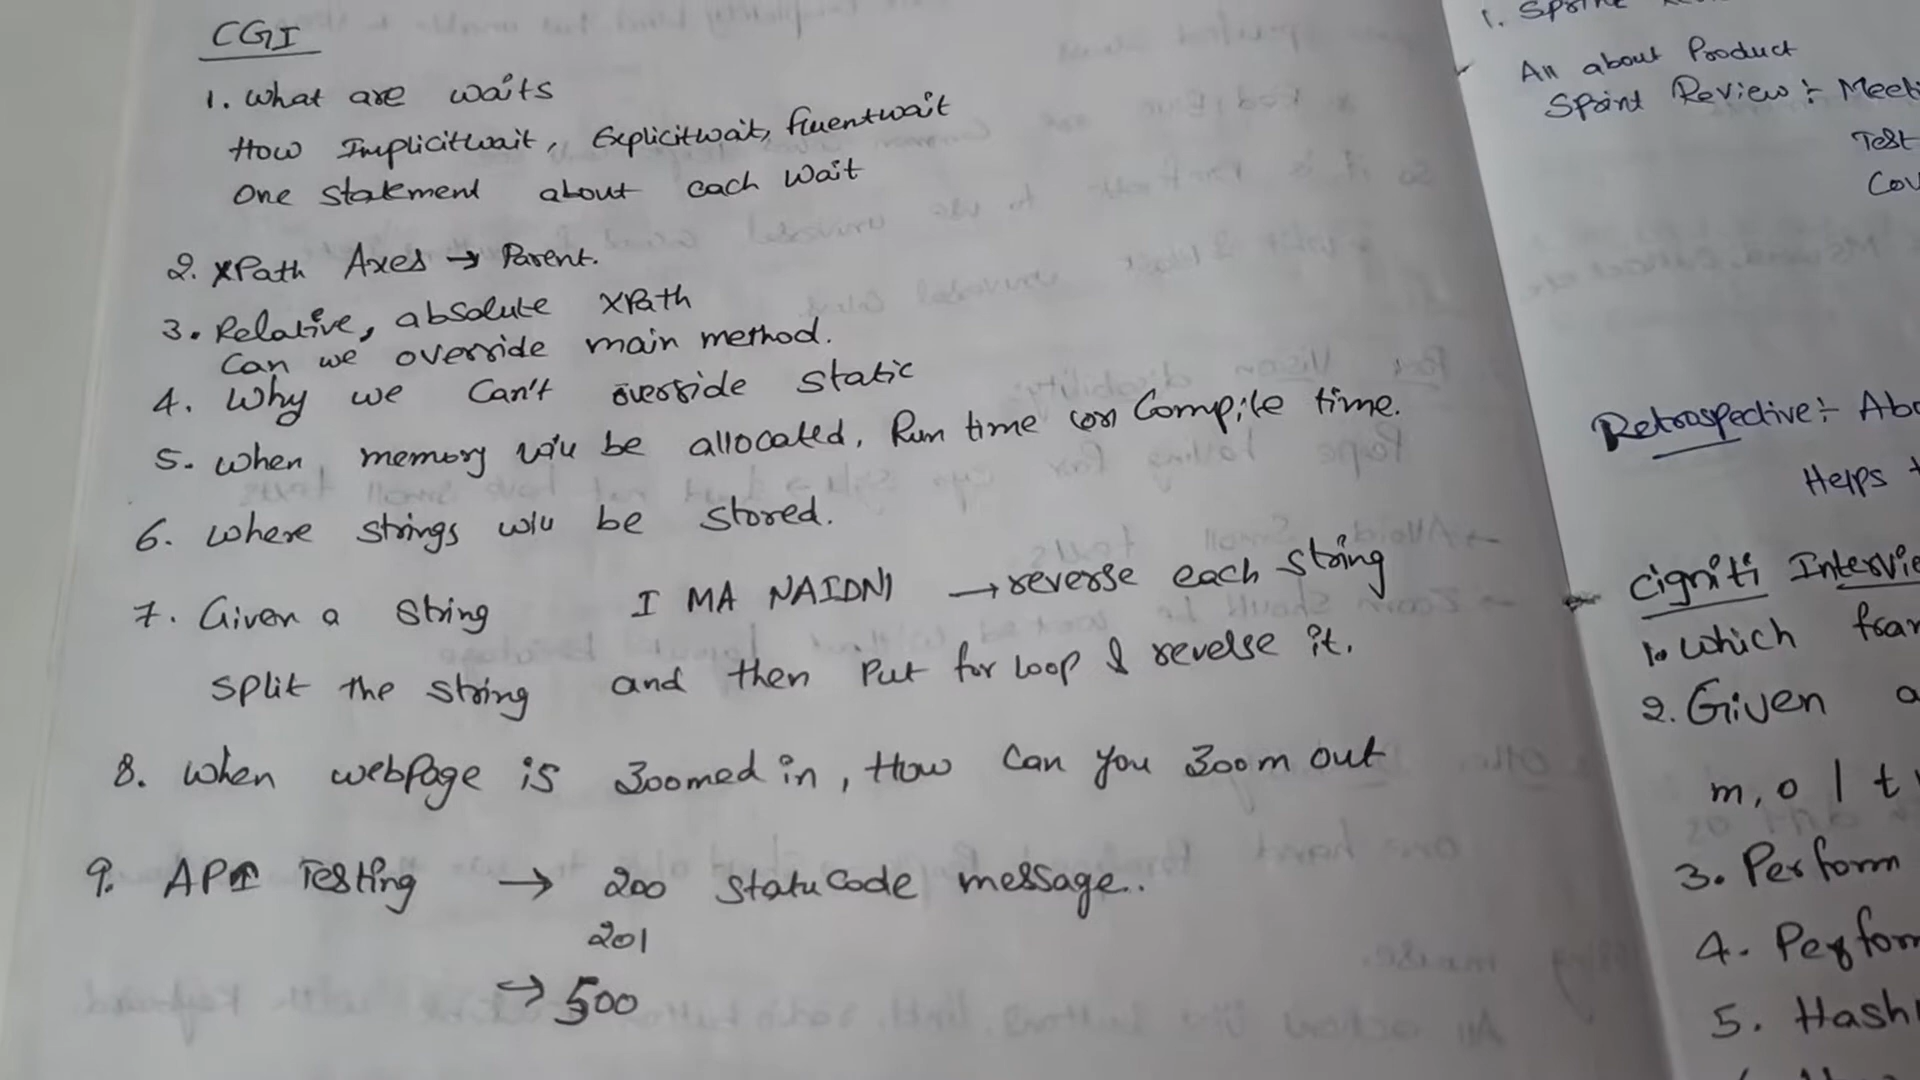 CGI
1. What are waits
How Implicitwait, Explicitwait, fluentwait
One statement about each wait
2. XPath Axes → Parent.
3. Relative, absolute XPath
Can we override main method.
4. Why we Can't override static
5. When memory will be allocated, Run time (or) Compile time.
6. Where strings will be stored.
7. Given a string I MA NAIDNI → reverse each string
Split the string and then Put for loop & reverse it.
8. When webpage is zoomed in, How Can you zoom out
9. API Testing → 200 StatuCode message..
201
→ 500
1. Sprint
All about Product
Sprint Review :- Meeti
Test
Cov
Retrospective :- Abo
Helps t
Cigniti Intervie
1. Which fram
2. Given a
m, o l t
3. Perform
4. Perform
5. Hash